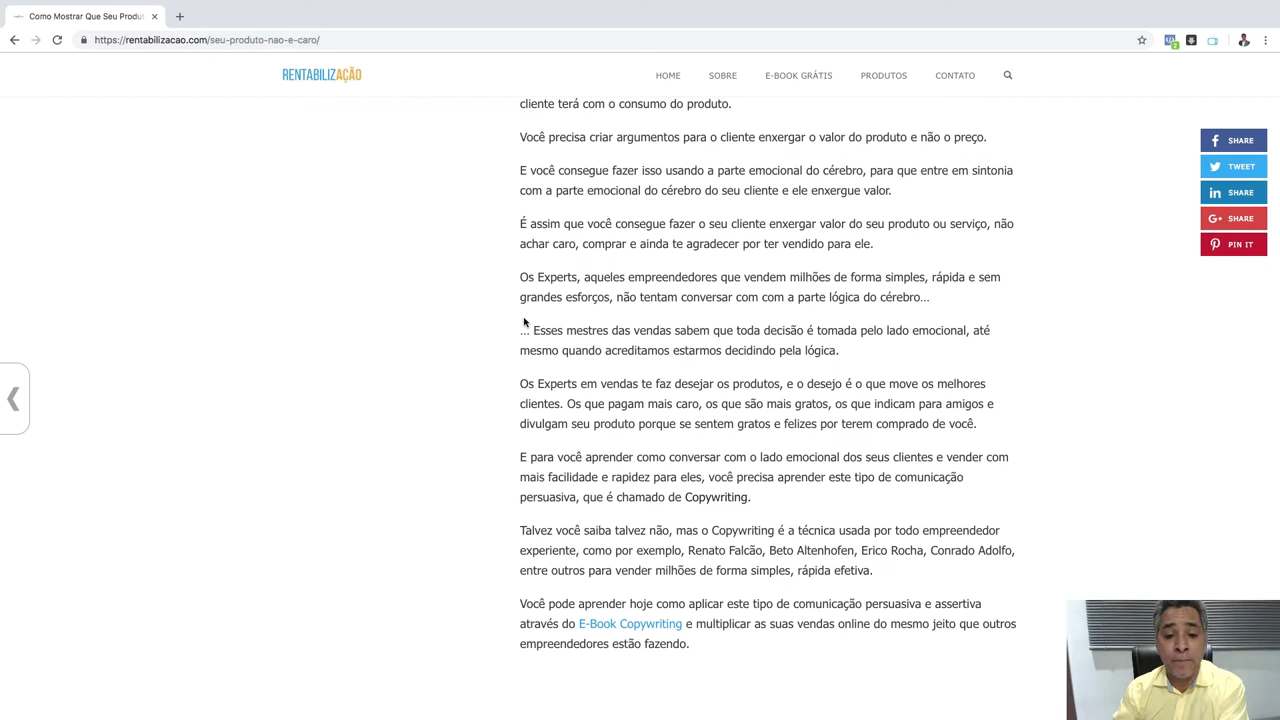 Como Mostrar Que Seu Produt
https://rentabilizacao.com/seu-produto-nao-e-caro/
2
RENTABILIZAÇÃO
HOME
SOBRE
E-BOOK GRÁTIS
PRODUTOS
CONTATO
cliente terá com o consumo do produto.
Você precisa criar argumentos para o cliente enxergar o valor do produto e não o preço.
E você consegue fazer isso usando a parte emocional do cérebro, para que entre em sintonia
com a parte emocional do cérebro do seu cliente e ele enxergue valor.
É assim que você consegue fazer o seu cliente enxergar valor do seu produto ou serviço, não
achar caro, comprar e ainda te agradecer por ter vendido para ele.
Os Experts, aqueles empreendedores que vendem milhões de forma simples, rápida e sem
grandes esforços, não tentam conversar com com a parte lógica do cérebro…
… Esses mestres das vendas sabem que toda decisão é tomada pelo lado emocional, até
mesmo quando acreditamos estarmos decidindo pela lógica.
Os Experts em vendas te faz desejar os produtos, e o desejo é o que move os melhores
clientes. Os que pagam mais caro, os que são mais gratos, os que indicam para amigos e
divulgam seu produto porque se sentem gratos e felizes por terem comprado de você.
E para você aprender como conversar com o lado emocional dos seus clientes e vender com
mais facilidade e rapidez para eles, você precisa aprender este tipo de comunicação
persuasiva, que é chamado de Copywriting.
Talvez você saiba talvez não, mas o Copywriting é a técnica usada por todo empreendedor
experiente, como por exemplo, Renato Falcão, Beto Altenhofen, Erico Rocha, Conrado Adolfo,
entre outros para vender milhões de forma simples, rápida efetiva.
Você pode aprender hoje como aplicar este tipo de comunicação persuasiva e assertiva
através do E-Book Copywriting e multiplicar as suas vendas online do mesmo jeito que outros
empreendedores estão fazendo.
SHARE
TWEET
SHARE
SHARE
PIN IT